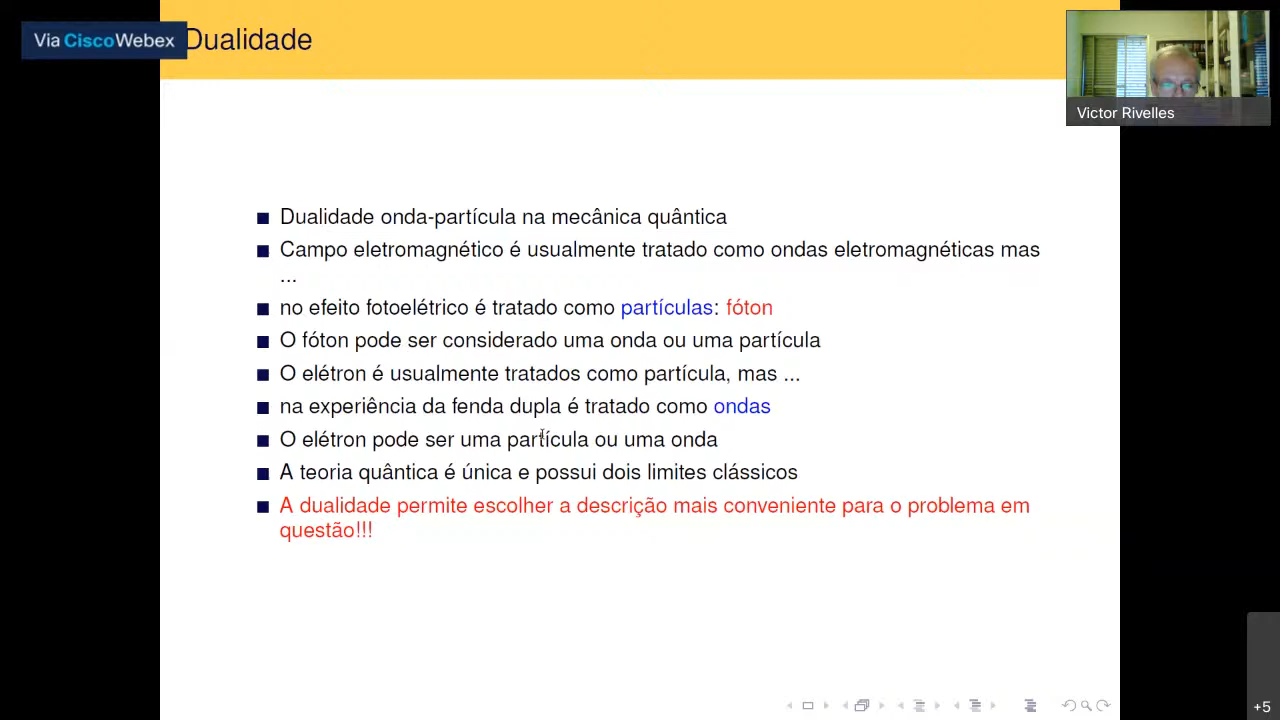 Via CiscoWebex
Dualidade
Victor Rivelles
Dualidade onda-partícula na mecânica quântica
Campo eletromagnético é usualmente tratado como ondas eletromagnéticas mas
...
no efeito fotoelétrico é tratado como partículas: fóton
O fóton pode ser considerado uma onda ou uma partícula
O elétron é usualmente tratados como partícula, mas ...
na experiência da fenda dupla é tratado como ondas
O elétron pode ser uma partícula ou uma onda
A teoria quântica é única e possui dois limites clássicos
A dualidade permite escolher a descrição mais conveniente para o problema em
questão!!!
+5